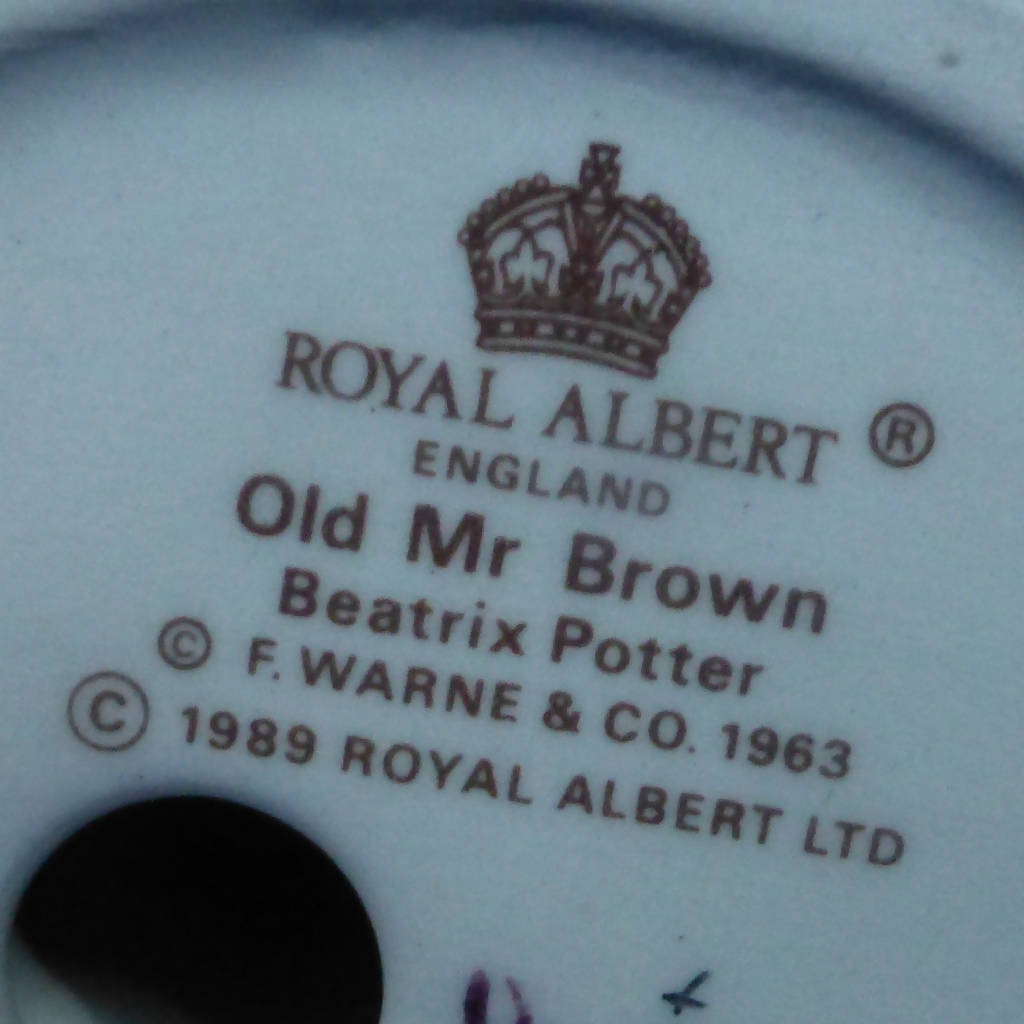 ROYAL ALBERT ®
ENGLAND
Old Mr Brown
Beatrix Potter
© F. WARNE & CO. 1963
© 1989 ROYAL ALBERT LTD